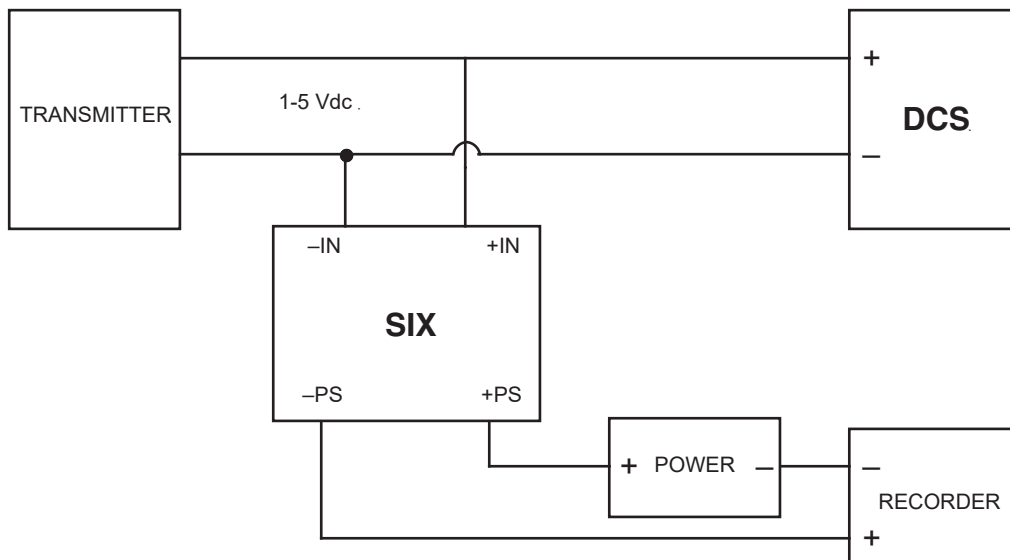 TRANSMITTER
1-5 Vdc .
+
DCS.
–
–IN +IN
SIX
–PS +PS
+ POWER –
–
RECORDER
+